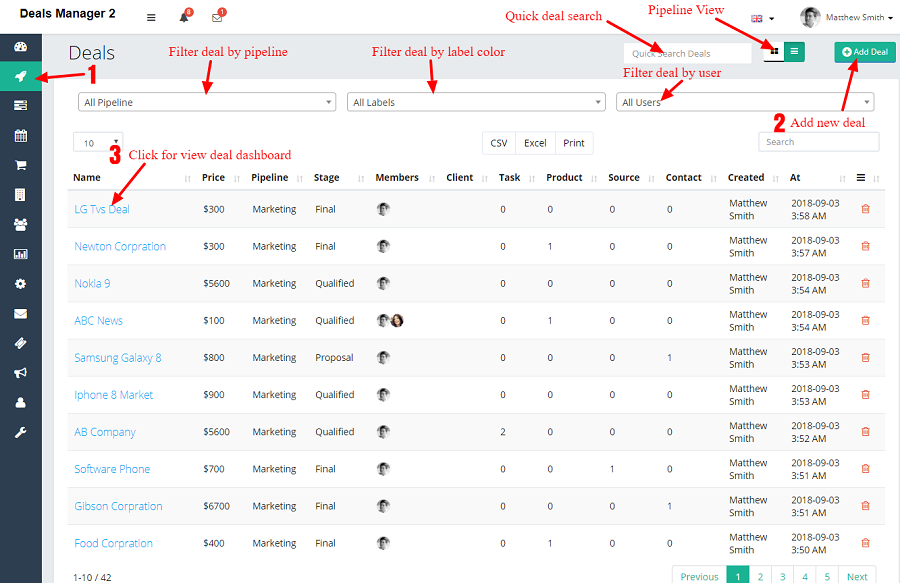 Deals Manager 2
8
1
Matthew Smith
Quick deal search
Pipeline View
Deals
Filter deal by pipeline
Filter deal by label color
Quick Search Deals
Add Deal
1
Filter deal by user
All Pipeline
All Labels
All Users
2 Add new deal
10
CSV Excel Print
Search
3 Click for view deal dashboard
Name Price Pipeline Stage Members Client Task Product Source Contact Created At
LG Tvs Deal $300 Marketing Final 0 0 0 0 Matthew Smith 2018-09-03 3:58 AM
Newton Corpration $300 Marketing Final 0 1 0 0 Matthew Smith 2018-09-03 3:57 AM
Nokla 9 $5600 Marketing Qualified 0 0 0 0 Matthew Smith 2018-09-03 3:54 AM
ABC News $100 Marketing Qualified 0 1 0 0 Matthew Smith 2018-09-03 3:54 AM
Samsung Galaxy 8 $800 Marketing Proposal 0 0 0 1 Matthew Smith 2018-09-03 3:53 AM
Iphone 8 Market $900 Marketing Qualified 0 0 0 0 Matthew Smith 2018-09-03 3:53 AM
AB Company $5600 Marketing Qualified 2 0 0 0 Matthew Smith 2018-09-03 3:52 AM
Software Phone $700 Marketing Final 0 0 1 0 Matthew Smith 2018-09-03 3:51 AM
Gibson Corpration $6700 Marketing Final 0 0 0 1 Matthew Smith 2018-09-03 3:51 AM
Food Corpration $400 Marketing Final 0 1 0 0 Matthew Smith 2018-09-03 3:50 AM
1-10 / 42
Previous 1 2 3 4 5 Next